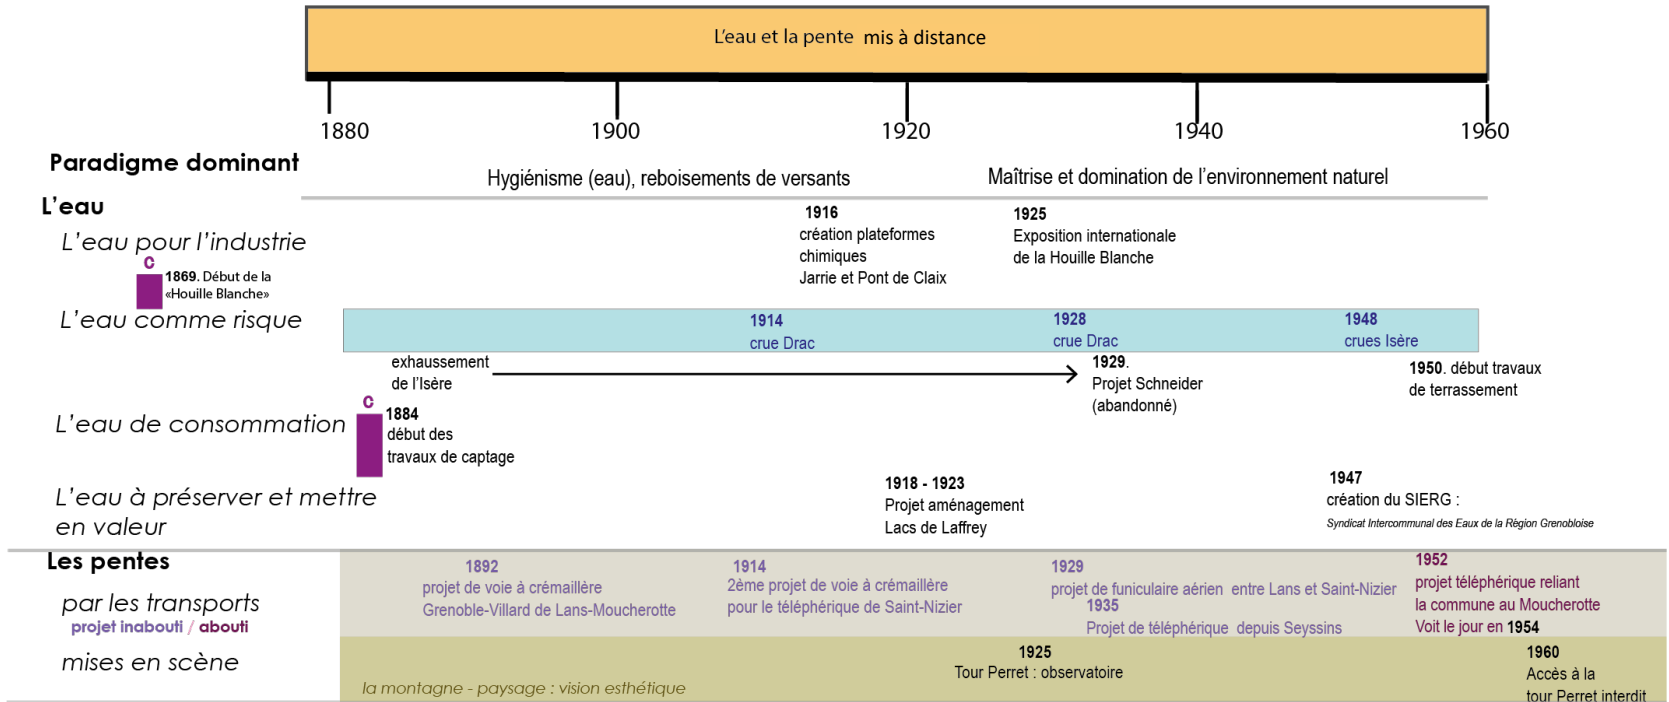 L'eau et la pente mis à distance
1880
1900
1920
1940
1960
Paradigme dominant
Hygiénisme (eau), reboisements de versants
Maîtrise et domination de l'environnement naturel
L'eau
L'eau pour l'industrie
C
1869. Début de la
«Houille Blanche»
1916
création plateformes
chimiques
Jarrie et Pont de Claix
1925
Exposition internationale
de la Houille Blanche
L'eau comme risque
1914
crue Drac
1928
crue Drac
1948
crues Isère
exhaussement
de l'Isère
1929.
Projet Schneider
(abandonné)
1950. début travaux
de terrassement
L'eau de consommation
C
1884
début des
travaux de captage
L'eau à préserver et mettre
en valeur
1918 - 1923
Projet aménagement
Lacs de Laffrey
1947
création du SIERG :
Syndicat Intercommunal des Eaux de la Règion Grenobloise
Les pentes
par les transports
projet inabouti / abouti
1892
projet de voie à crémaillère
Grenoble-Villard de Lans-Moucherotte
1914
2ème projet de voie à crémaillère
pour le téléphérique de Saint-Nizier
1929
projet de funiculaire aérien entre Lans et Saint-Nizier
1935
Projet de téléphérique depuis Seyssins
1952
projet téléphérique reliant
la commune au Moucherotte
Voit le jour en 1954
mises en scène
la montagne - paysage : vision esthétique
1925
Tour Perret : observatoire
1960
Accès à la
tour Perret interdit